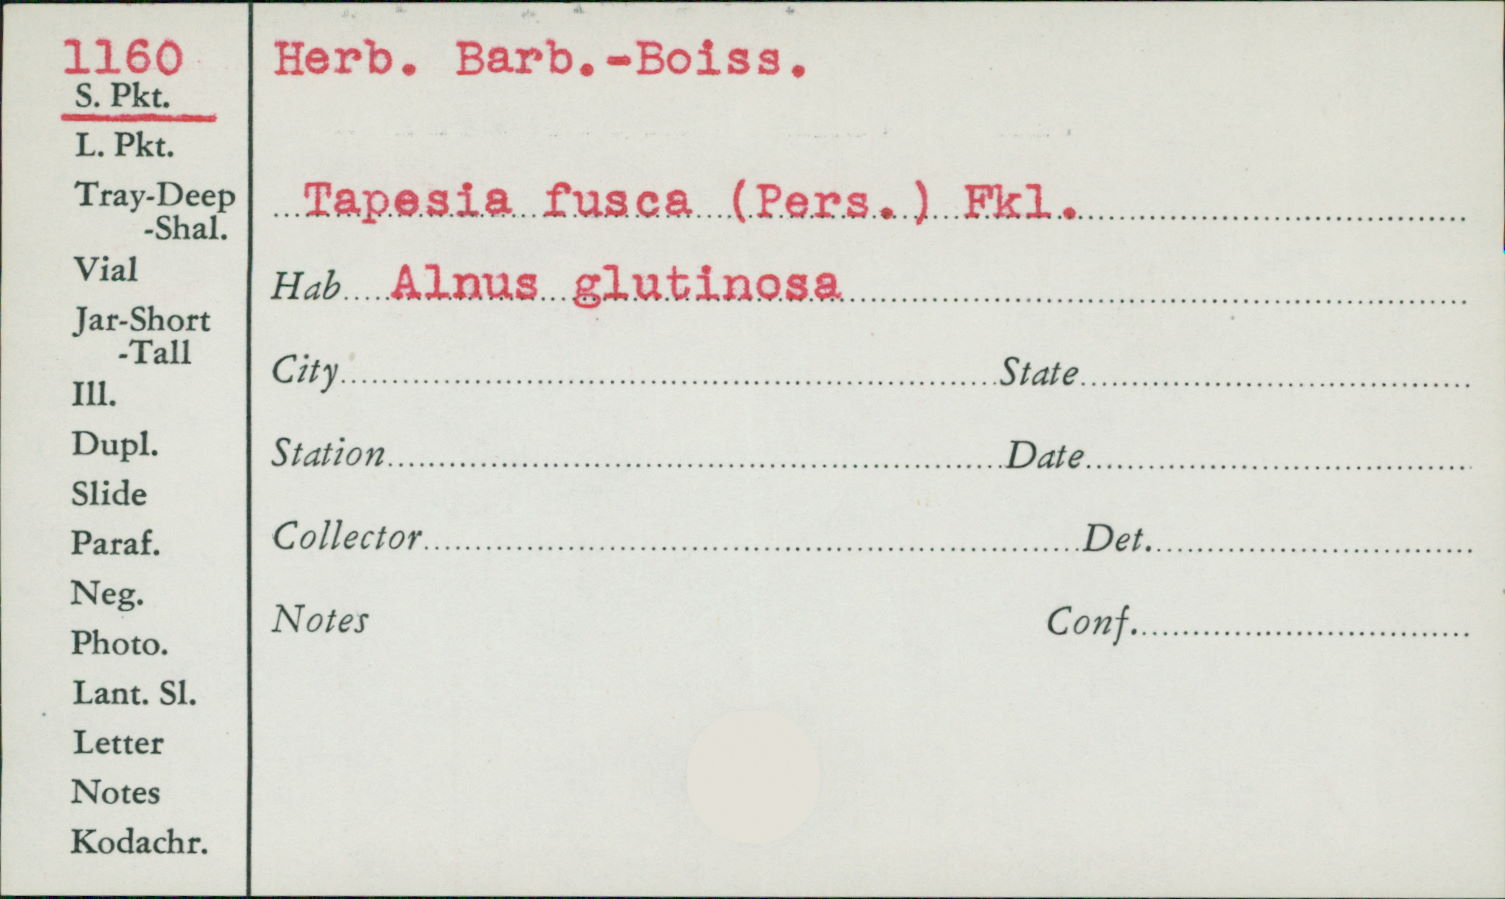 1160
S. Pkt.
L. Pkt.
Tray-Deep
-Shal.
Vial
Jar-Short
-Tall
Ill.
Dupl.
Slide
Paraf.
Neg.
Photo.
Lant. Sl.
Letter
Notes
Kodachr.
Herb. Barb.-Boiss.
Tapesia fusca (Pers.) Fkl.
Hab Alnus glutinosa
City State
Station Date
Collector Det.
Notes Conf.